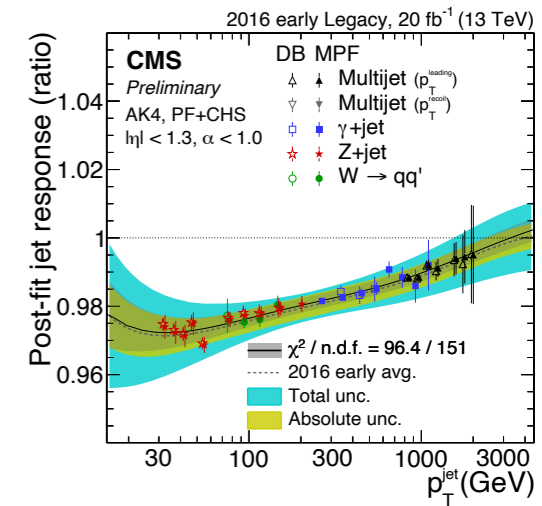 2016 early Legacy, 20 fb⁻¹ (13 TeV)
Post-fit jet response (ratio)
CMS
Preliminary
AK4, PF+CHS
|η| < 1.3, α < 1.0
DB MPF
Multijet (p_T^leading)
Multijet (p_T^recoil)
γ+jet
Z+jet
W → qq'
1.04
1.02
1
0.98
0.96
χ² / n.d.f. = 96.4 / 151
2016 early avg.
Total unc.
Absolute unc.
30 100 200 300 1000 3000
p_T^jet (GeV)